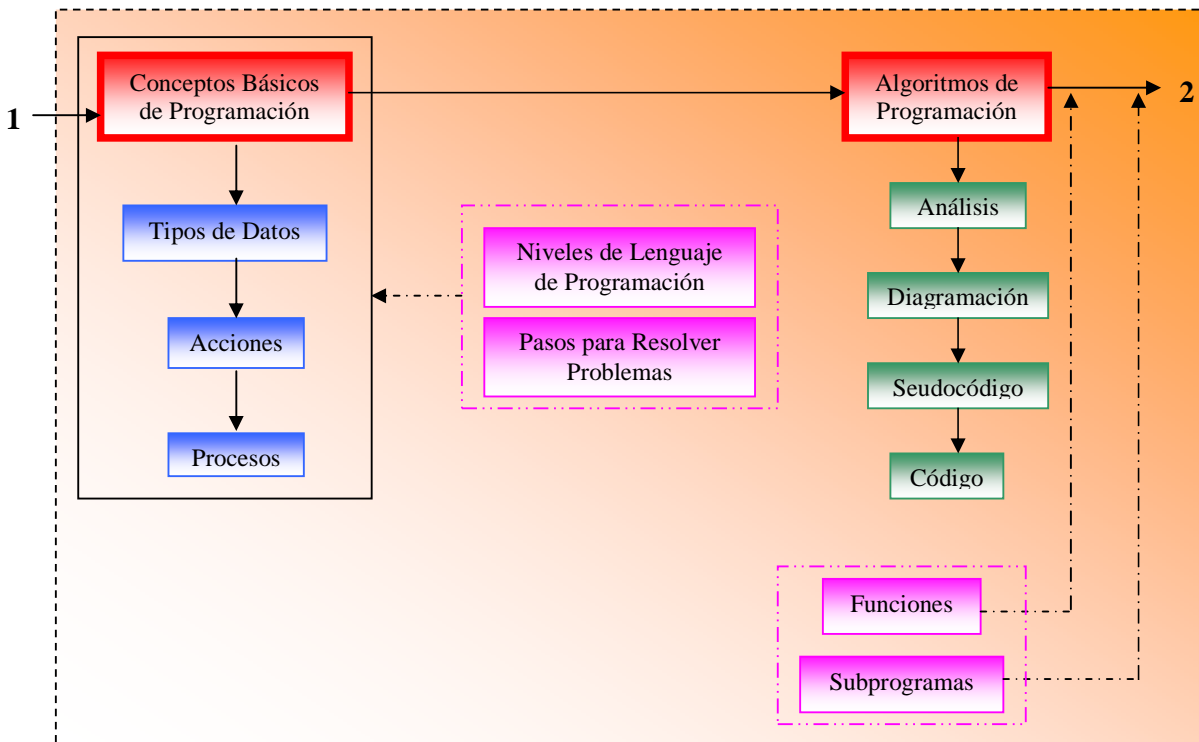 1
Conceptos Básicos
de Programación
Tipos de Datos
Acciones
Procesos
Niveles de Lenguaje
de Programación
Pasos para Resolver
Problemas
Algoritmos de
Programación
2
Análisis
Diagramación
Seudocódigo
Código
Funciones
Subprogramas